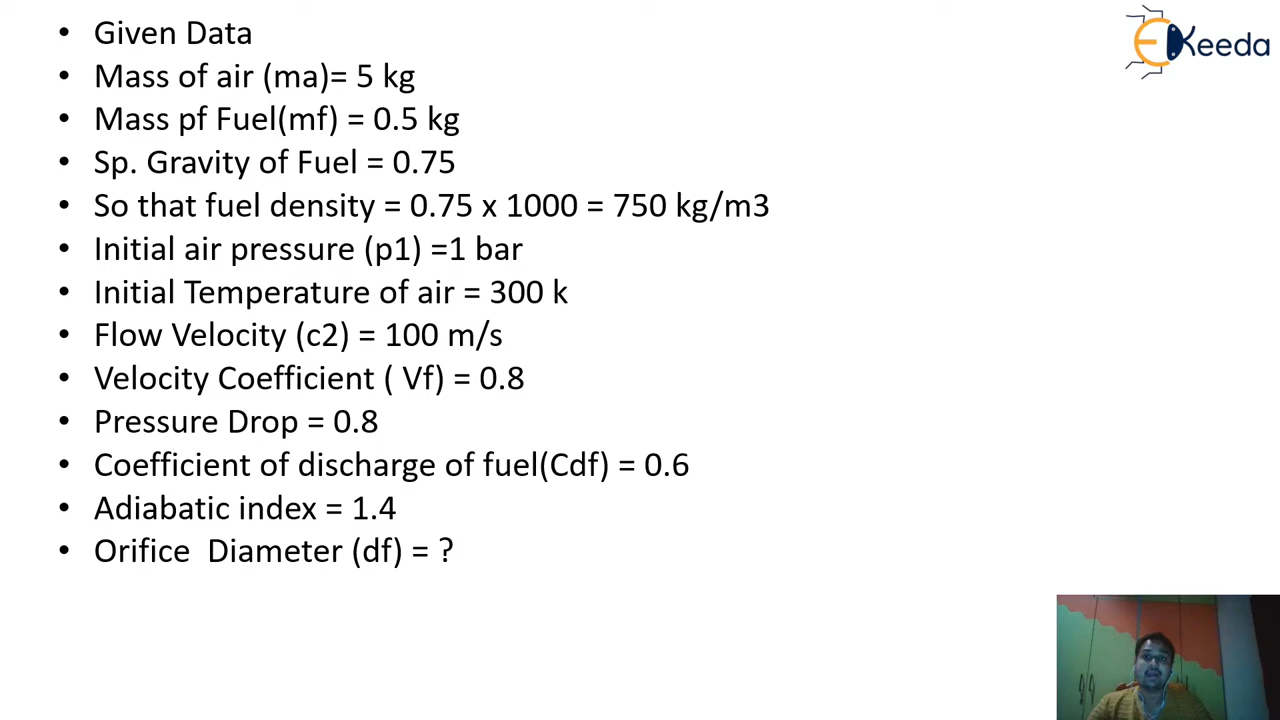 • Given Data
• Mass of air (ma)= 5 kg
• Mass pf Fuel(mf) = 0.5 kg
• Sp. Gravity of Fuel = 0.75
• So that fuel density = 0.75 x 1000 = 750 kg/m3
• Initial air pressure (p1) =1 bar
• Initial Temperature of air = 300 k
• Flow Velocity (c2) = 100 m/s
• Velocity Coefficient ( Vf) = 0.8
• Pressure Drop = 0.8
• Coefficient of discharge of fuel(Cdf) = 0.6
• Adiabatic index = 1.4
• Orifice  Diameter (df) = ?
EKeeda